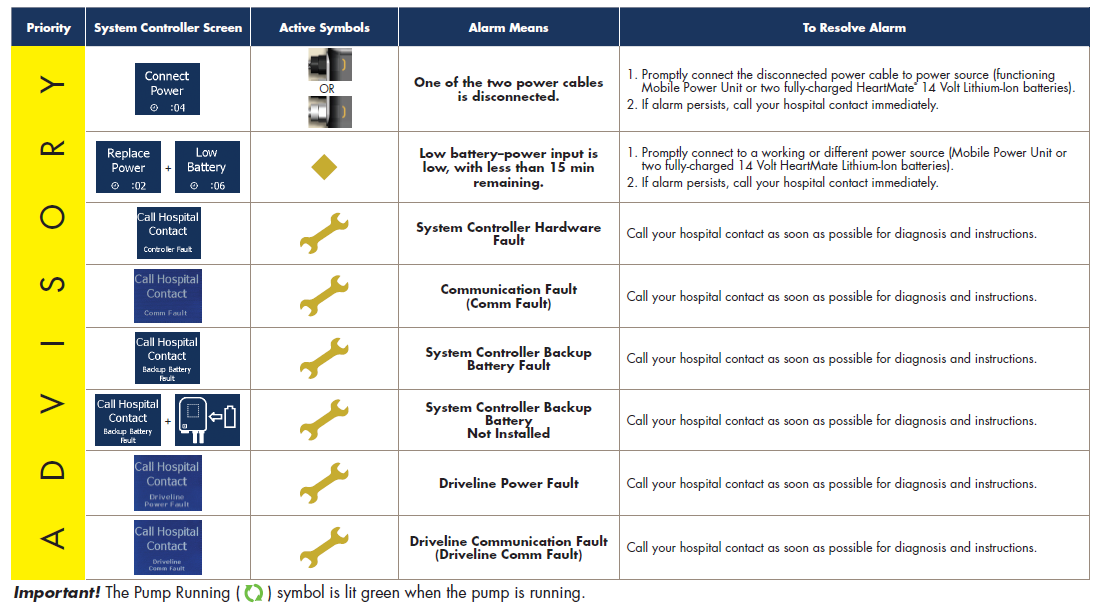 Priority
System Controller Screen
Active Symbols
Alarm Means
To Resolve Alarm
ADVISORY
Connect
Power
:04
OR
One of the two power cables
is disconnected.
1. Promptly connect the disconnected power cable to power source (functioning
Mobile Power Unit or two fully-charged HeartMate® 14 Volt Lithium-Ion batteries).
2. If alarm persists, call your hospital contact immediately.
Replace
Power
:02
+
Low
Battery
:06
Low battery–power input is
low, with less than 15 min
remaining.
1. Promptly connect to a working or different power source (Mobile Power Unit or
two fully-charged 14 Volt HeartMate Lithium-Ion batteries).
2. If alarm persists, call your hospital contact immediately.
Call Hospital
Contact
Controller Fault
System Controller Hardware
Fault
Call your hospital contact as soon as possible for diagnosis and instructions.
Call Hospital
Contact
Comm Fault
Communication Fault
(Comm Fault)
Call your hospital contact as soon as possible for diagnosis and instructions.
Call Hospital
Contact
Backup Battery
Fault
System Controller Backup
Battery Fault
Call your hospital contact as soon as possible for diagnosis and instructions.
Call Hospital
Contact
Backup Battery
Fault
+
System Controller Backup
Battery
Not Installed
Call your hospital contact as soon as possible for diagnosis and instructions.
Call Hospital
Contact
Driveline
Power Fault
Driveline Power Fault
Call your hospital contact as soon as possible for diagnosis and instructions.
Call Hospital
Contact
Driveline
Comm Fault
Driveline Communication Fault
(Driveline Comm Fault)
Call your hospital contact as soon as possible for diagnosis and instructions.
Important! The Pump Running ( ) symbol is lit green when the pump is running.